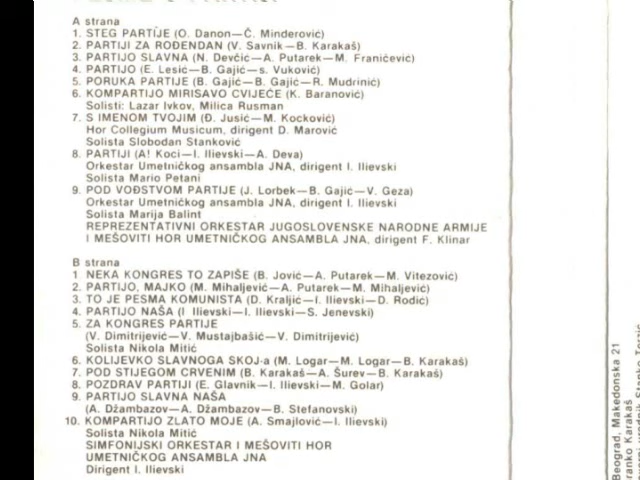 A strana
1. STEG PARTIJE (O. Danon—Č. Minderović)
2. PARTIJI ZA ROĐENDAN (V. Savnik—B. Karakaš)
3. PARTIJO SLAVNA (N. Devčić—A. Putarek—M. Franičević)
4. PARTIJO (E. Lesić—B. Gajić—s. Vuković)
5. PORUKA PARTIJE (B. Gajić—B. Gajić—R. Mudrinić)
6. KOMPARTIJO MIRISAVO CVIJEĆE (K. Baranović)
Solisti: Lazar Ivkov, Milica Rusman
7. S IMENOM TVOJIM (Đ. Jusić—M. Kocković)
Hor Collegium Musicum, dirigent D. Marović
Solista Slobodan Stanković
8. PARTIJI (A! Koci—I. Ilievski—A. Deva)
Orkestar Umetničkog ansambla JNA, dirigent I. Ilievski
Solista Mario Petani
9. POD VOĐSTVOM PARTIJE (J. Lorbek—B. Gajić—V. Geza)
Orkestar Umetničkog ansambla JNA, dirigent I. Ilievski
Solista Marija Balint
REPREZENTATIVNI ORKESTAR JUGOSLOVENSKE NARODNE ARMIJE
I MEŠOVITI HOR UMETNIČKOG ANSAMBLA JNA, dirigent F. Klinar
B strana
1 NEKA KONGRES TO ZAPIŠE (B. Jović—A. Putarek—M. Vitezović)
2. PARTIJO, MAJKO (M. Mihaljević—A. Putarek—M. Mihaljević)
3. TO JE PESMA KOMUNISTA (D. Kraljić—I. Ilievski—D. Rodić)
4. PARTIJO NAŠA (I Ilievski—I. Ilievski—S. Jenevski)
5. ZA KONGRES PARTIJE
(V. Dimitrijević—V. Mustajbašić—V. Dimitrijević)
Solista Nikola Mitić
6. KOLIJEVKO SLAVNOGA SKOJ-a (M. Logar—M. Logar—B. Karakaš)
7. POD STIJEGOM CRVENIM (B. Karakaš—A. Šurev—B. Karakaš)
8. POZDRAV PARTIJI (E. Glavnik—I. Ilievski—M. Golar)
9. PARTIJO SLAVNA NAŠA
(A. Džambazov—A. Džambazov—B. Stefanovski)
10. KOMPARTIJO ZLATO MOJE (A. Smajlović—I. Ilievski)
Solista Nikola Mitić
SIMFONIJSKI ORKESTAR I MEŠOVITI HOR
UMETNIČKOG ANSAMBLA JNA
Dirigent I. Ilievski
Beograd, Makedonska 21
Karakaš
urednik Stanko Terzić